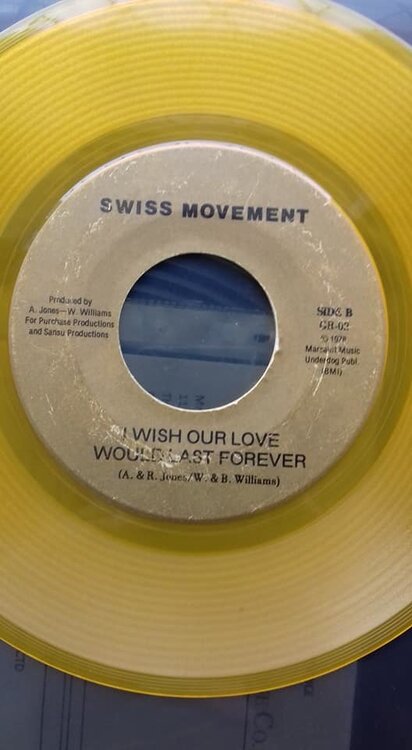 SWISS MOVEMENT
Produced by
A. Jones—W. Williams
For Purchase Productions
and Sansu Productions
SIDE B
GR-02
℗ 1978
Marsaint Music
Underdog Publ.
(BMI)
I WISH OUR LOVE
WOULD LAST FOREVER
(A. & R. Jones/W. & B. Williams)